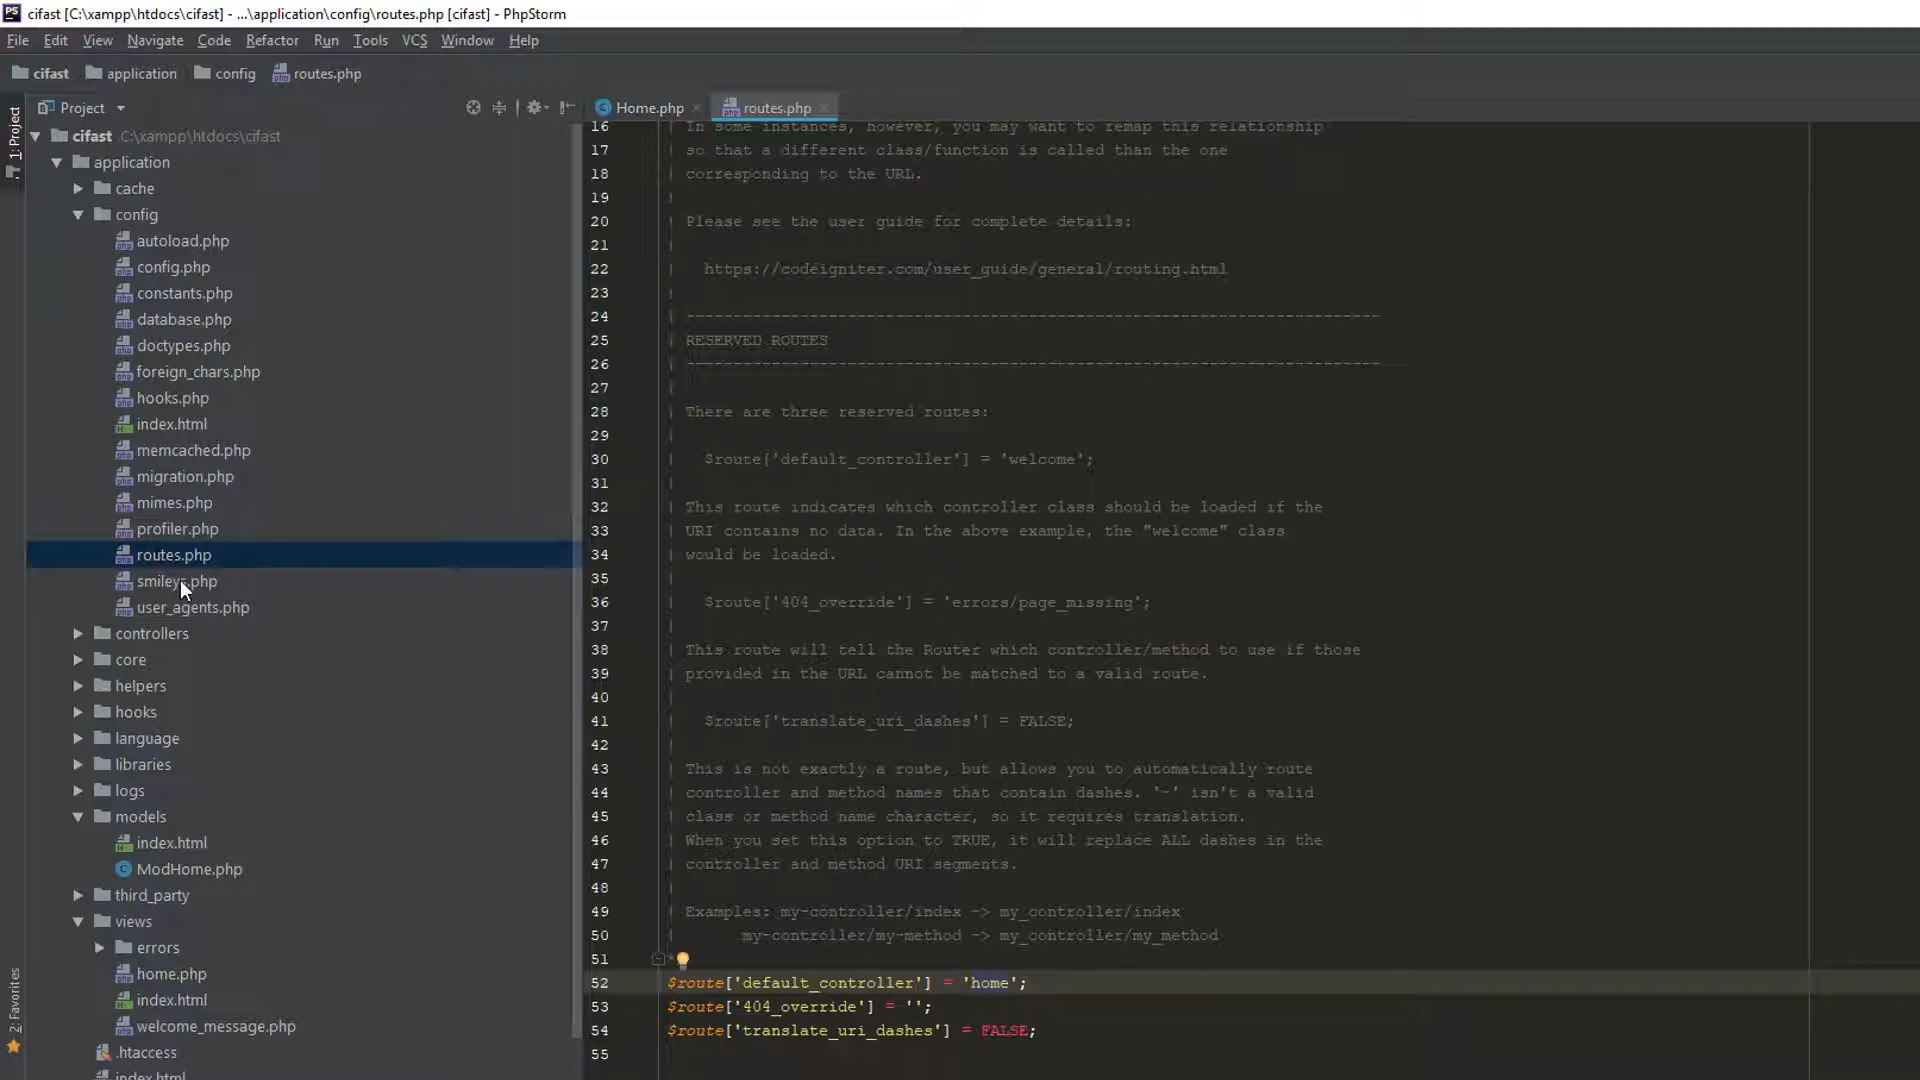 cifast [C:\xampp\htdocs\cifast] - ...\application\config\routes.php [cifast] - PhpStorm
File Edit View Navigate Code Refactor Run Tools VCS Window Help
cifast application config routes.php
Project
Home.php routes.php
1: Project
2: Favorites
cifast C:\xampp\htdocs\cifast
application
cache
config
autoload.php
config.php
constants.php
database.php
doctypes.php
foreign_chars.php
hooks.php
index.html
memcached.php
migration.php
mimes.php
profiler.php
routes.php
smileys.php
user_agents.php
controllers
core
helpers
hooks
language
libraries
logs
models
index.html
ModHome.php
third_party
views
errors
home.php
index.html
welcome_message.php
.htaccess
index.html
16 | In some instances, however, you may want to remap this relationship
17 | so that a different class/function is called than the one
18 | corresponding to the URL.
19 |
20 | Please see the user guide for complete details:
21 |
22 | https://codeigniter.com/user_guide/general/routing.html
23 |
24 | -------------------------------------------------------------------------
25 | RESERVED ROUTES
26 | -------------------------------------------------------------------------
27 |
28 | There are three reserved routes:
29 |
30 | $route['default_controller'] = 'welcome';
31 |
32 | This route indicates which controller class should be loaded if the
33 | URI contains no data. In the above example, the "welcome" class
34 | would be loaded.
35 |
36 | $route['404_override'] = 'errors/page_missing';
37 |
38 | This route will tell the Router which controller/method to use if those
39 | provided in the URL cannot be matched to a valid route.
40 |
41 | $route['translate_uri_dashes'] = FALSE;
42 |
43 | This is not exactly a route, but allows you to automatically route
44 | controller and method names that contain dashes. '-' isn't a valid
45 | class or method name character, so it requires translation.
46 | When you set this option to TRUE, it will replace ALL dashes in the
47 | controller and method URI segments.
48 |
49 | Examples: my-controller/index -> my_controller/index
50 | my-controller/my-method -> my_controller/my_method
51
52 $route['default_controller'] = 'home';
53 $route['404_override'] = '';
54 $route['translate_uri_dashes'] = FALSE;
55